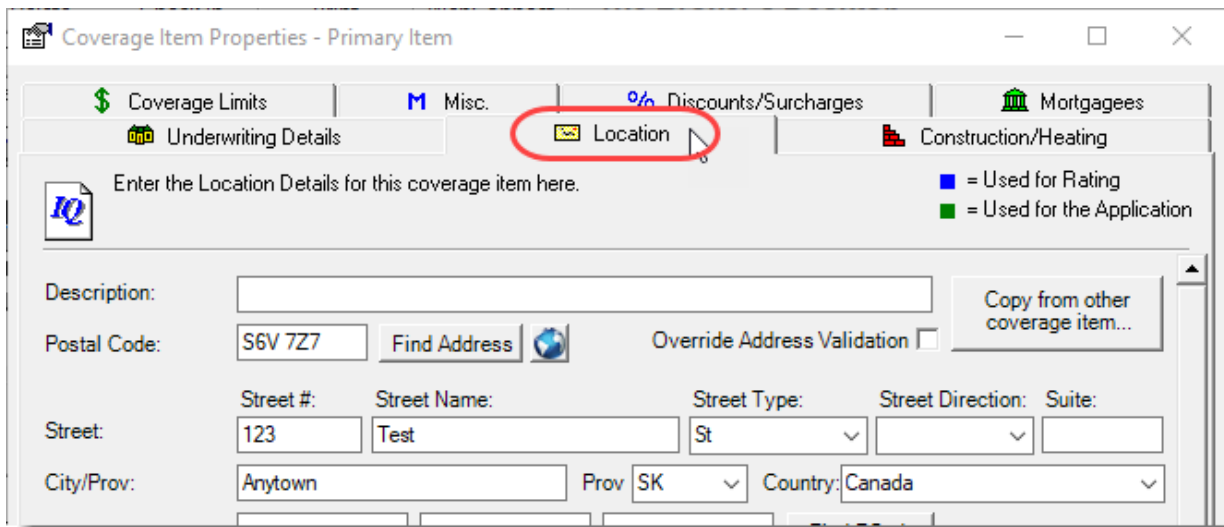 Coverage Item Properties - Primary Item
$ Coverage Limits M Misc. % Discounts/Surcharges Mortgagees
Underwriting Details Location Construction/Heating
IQ Enter the Location Details for this coverage item here.
= Used for Rating
= Used for the Application
Description:
Copy from other
coverage item...
Postal Code: S6V 7Z7 Find Address Override Address Validation
Street #: Street Name: Street Type: Street Direction: Suite:
Street: 123 Test St
City/Prov: Anytown Prov SK Country: Canada